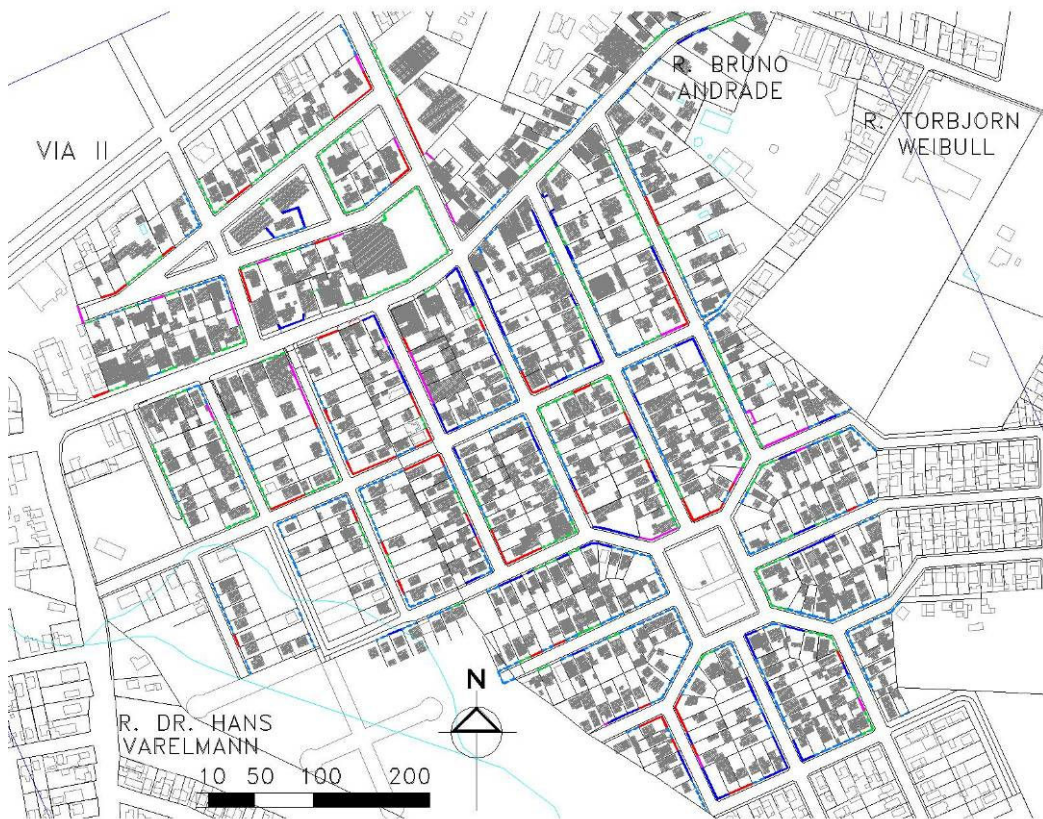 R. BRUNO
ANDRADE
R. TORBJORN
WEIBULL
VIA II
N
R. DR. HANS
VARELMANN
10 50 100 200